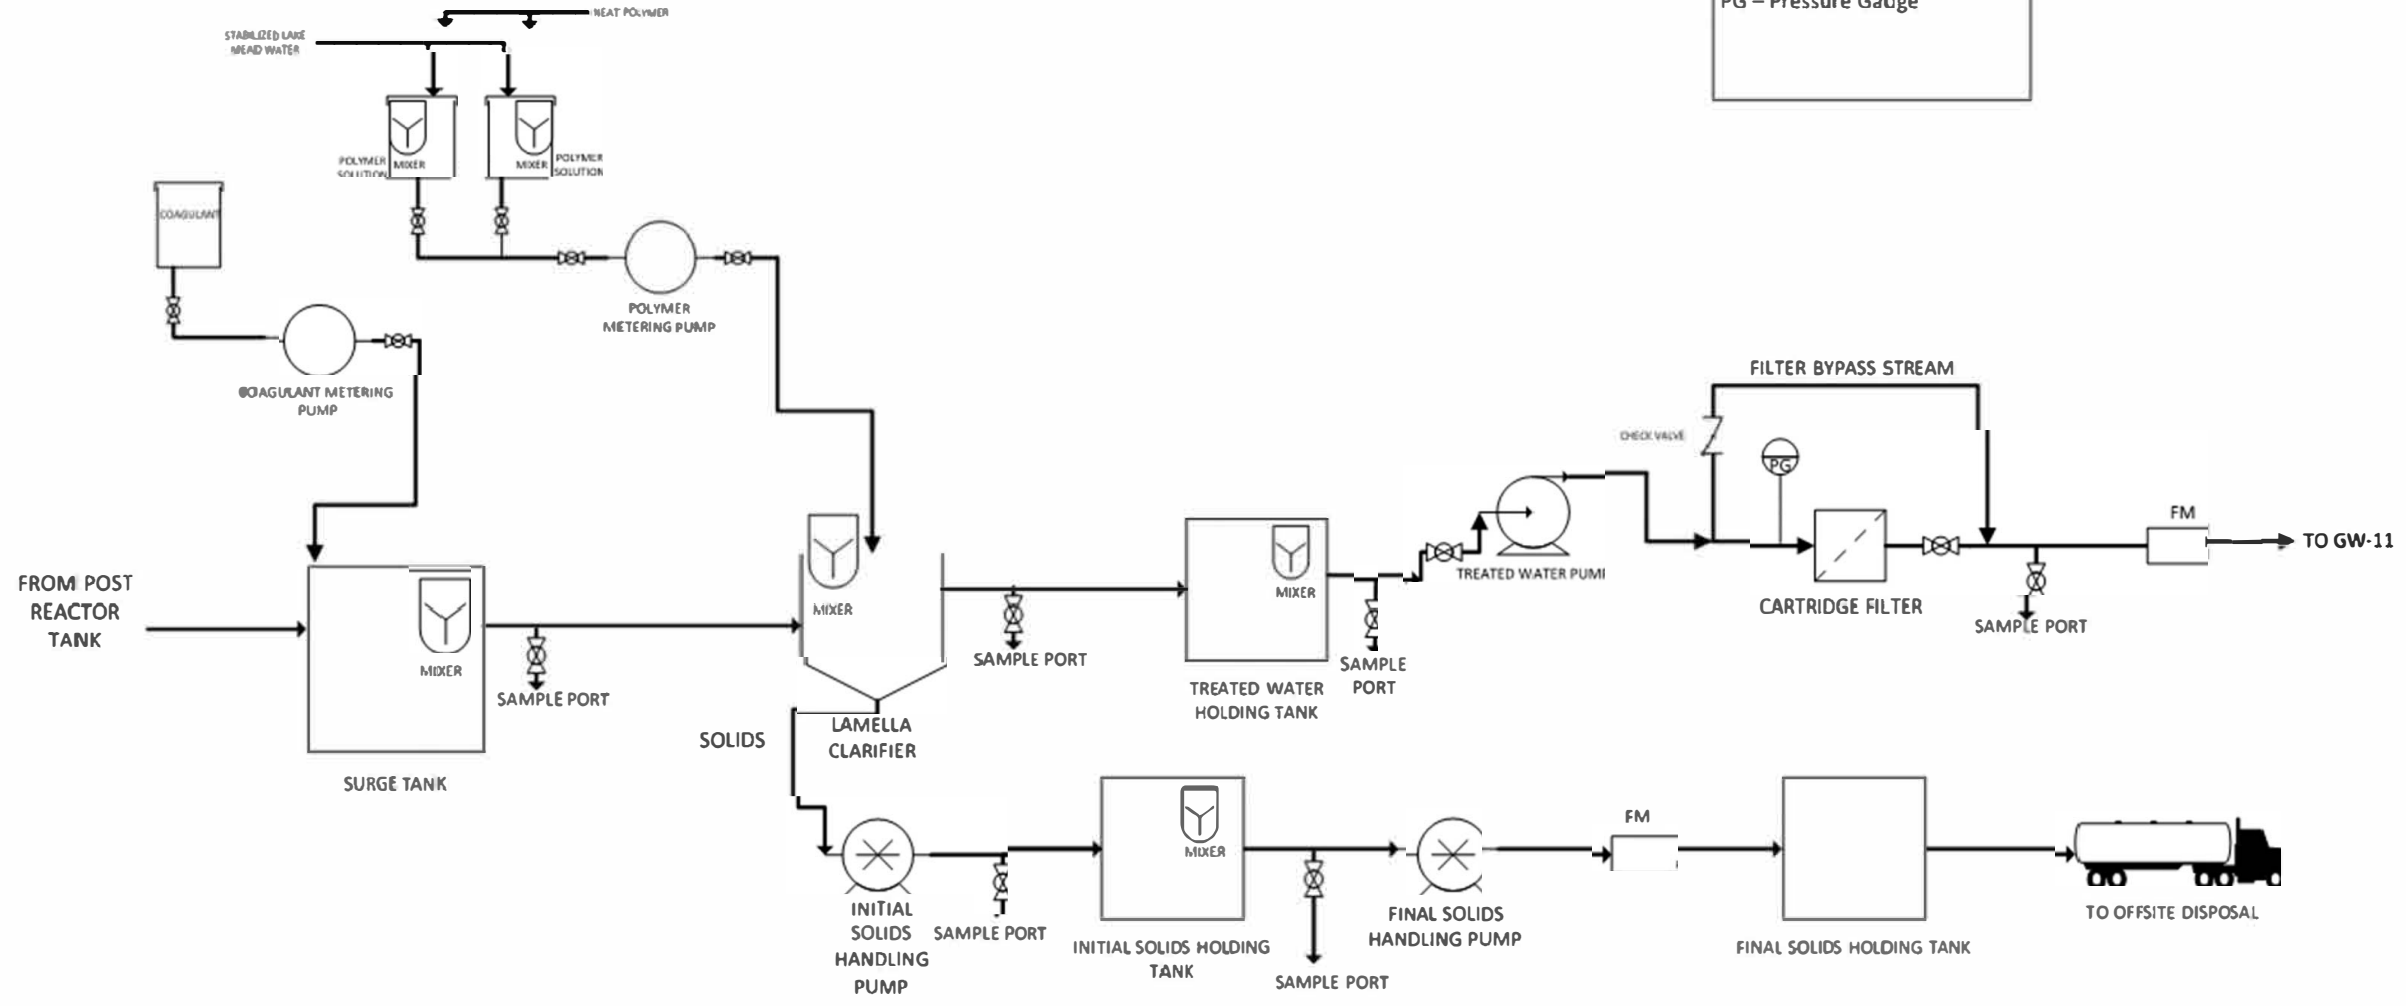 PG – Pressure Gauge
NEAT POLYMER
STABILIZED LAKE
MEAD WATER
POLYMER
SOLUTION
MIXER
MIXER
POLYMER
SOLUTION
COAGULANT
POLYMER
METERING PUMP
COAGULANT METERING
PUMP
FILTER BYPASS STREAM
CHECK VALVE
PG
FM
TO GW-11
CARTRIDGE FILTER
SAMPLE PORT
TREATED WATER PUMP
FROM POST
REACTOR
TANK
MIXER
SURGE TANK
SAMPLE PORT
MIXER
LAMELLA
CLARIFIER
SOLIDS
SAMPLE PORT
MIXER
TREATED WATER
HOLDING TANK
SAMPLE
PORT
INITIAL
SOLIDS
HANDLING
PUMP
SAMPLE PORT
MIXER
INITIAL SOLIDS HOLDING
TANK
SAMPLE PORT
FINAL SOLIDS
HANDLING PUMP
FM
FINAL SOLIDS HOLDING TANK
TO OFFSITE DISPOSAL